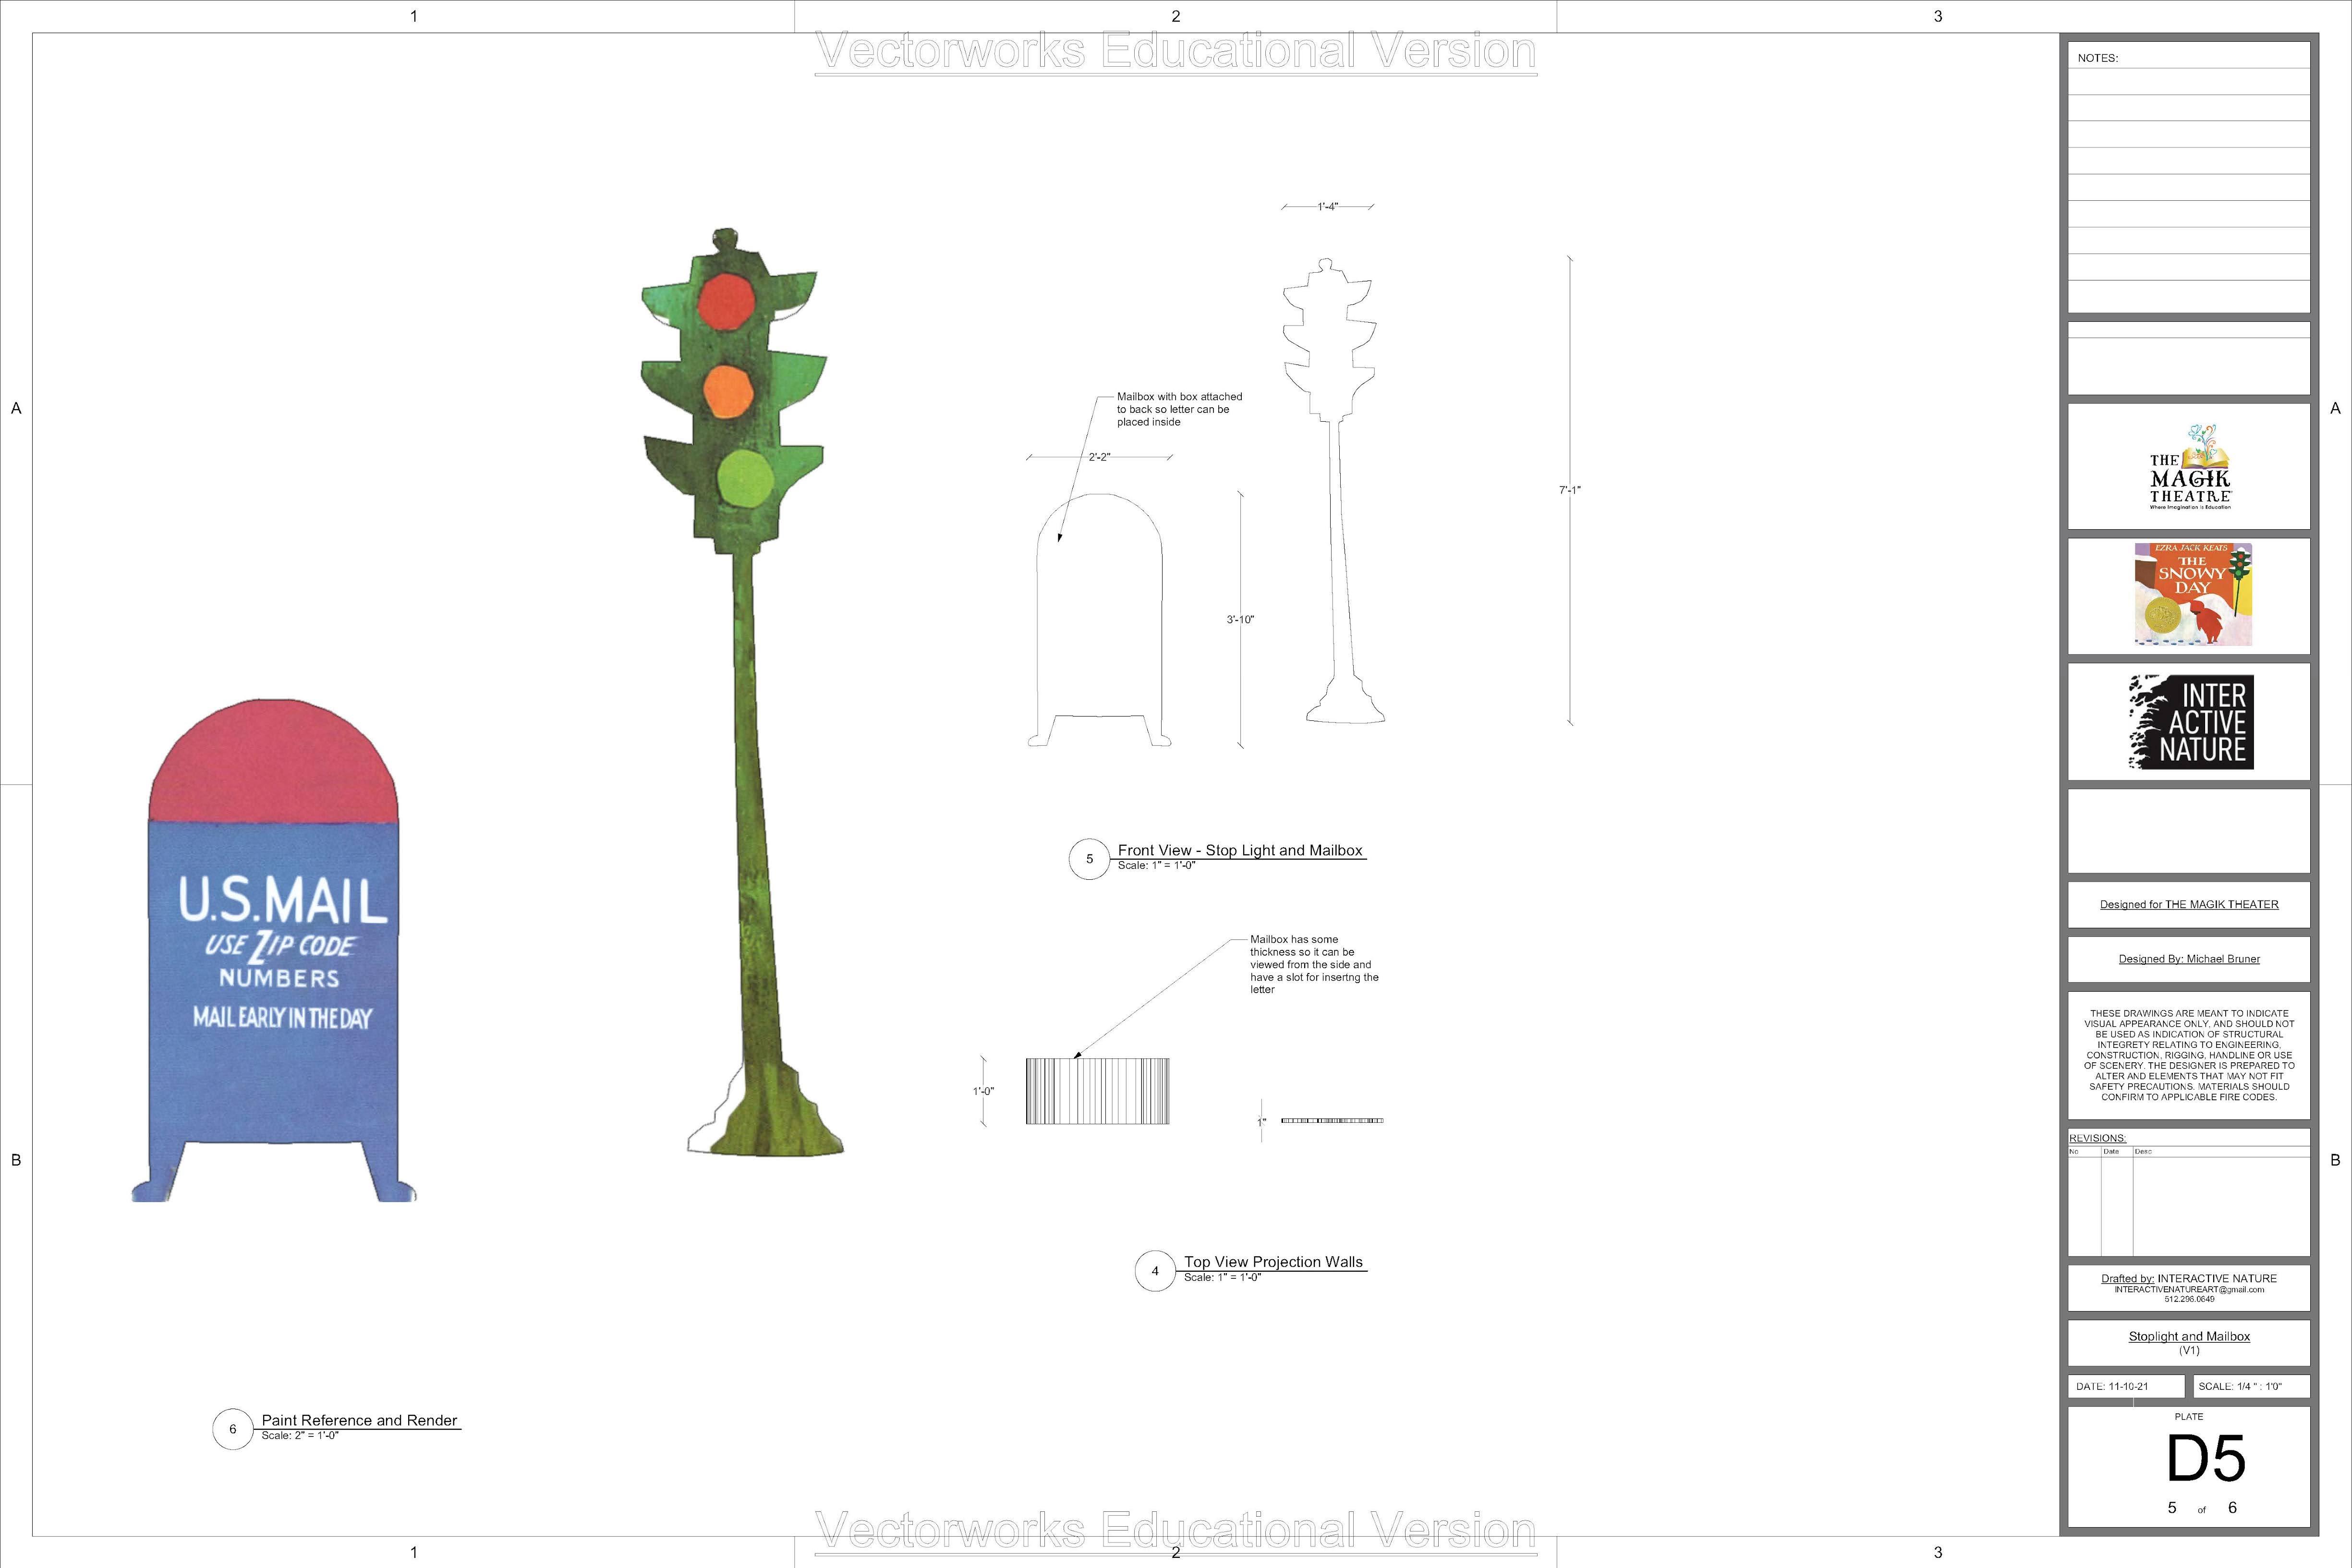 1
2
3
Vectorworks Educational Version
A
A
B
B
1'-4"
7'-1"
Mailbox with box attached
to back so letter can be
placed inside
2'-2"
3'-10"
5
Front View - Stop Light and Mailbox
Scale: 1" = 1'-0"
U.S.MAIL
USE ZIP CODE
NUMBERS
MAIL EARLY IN THE DAY
Mailbox has some
thickness so it can be
viewed from the side and
have a slot for insertng the
letter
1'-0"
1"
4
Top View Projection Walls
Scale: 1" = 1'-0"
6
Paint Reference and Render
Scale: 2" = 1'-0"
Vectorworks Educational Version
1
2
3
NOTES:
THE
MAGIK
THEATRE
Where Imagination is Education
EZRA JACK KEATS
THE
SNOWY
DAY
INTER
ACTIVE
NATURE
Designed for THE MAGIK THEATER
Designed By: Michael Bruner
THESE DRAWINGS ARE MEANT TO INDICATE
VISUAL APPEARANCE ONLY, AND SHOULD NOT
BE USED AS INDICATION OF STRUCTURAL
INTEGRETY RELATING TO ENGINEERING,
CONSTRUCTION, RIGGING, HANDLINE OR USE
OF SCENERY. THE DESIGNER IS PREPARED TO
ALTER AND ELEMENTS THAT MAY NOT FIT
SAFETY PRECAUTIONS. MATERIALS SHOULD
CONFIRM TO APPLICABLE FIRE CODES.
REVISIONS:
No Date Desc
Drafted by: INTERACTIVE NATURE
INTERACTIVENATUREART@gmail.com
512.296.0649
Stoplight and Mailbox
(V1)
DATE: 11-10-21
SCALE: 1/4 " : 1'0"
PLATE
D5
5 of 6